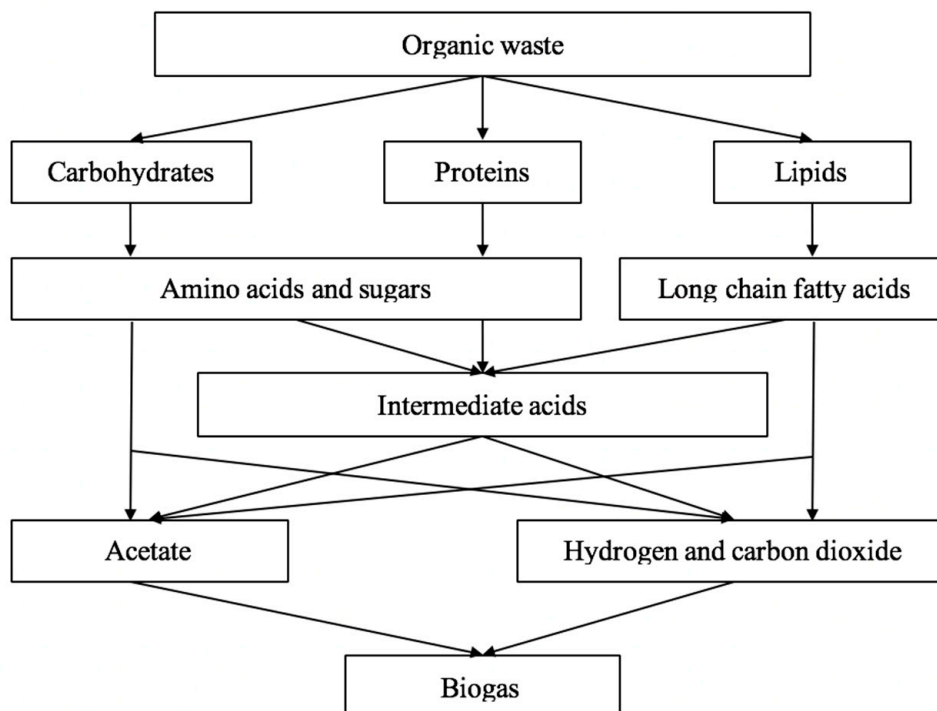 Organic waste
Carbohydrates
Proteins
Lipids
Amino acids and sugars
Long chain fatty acids
Intermediate acids
Acetate
Hydrogen and carbon dioxide
Biogas